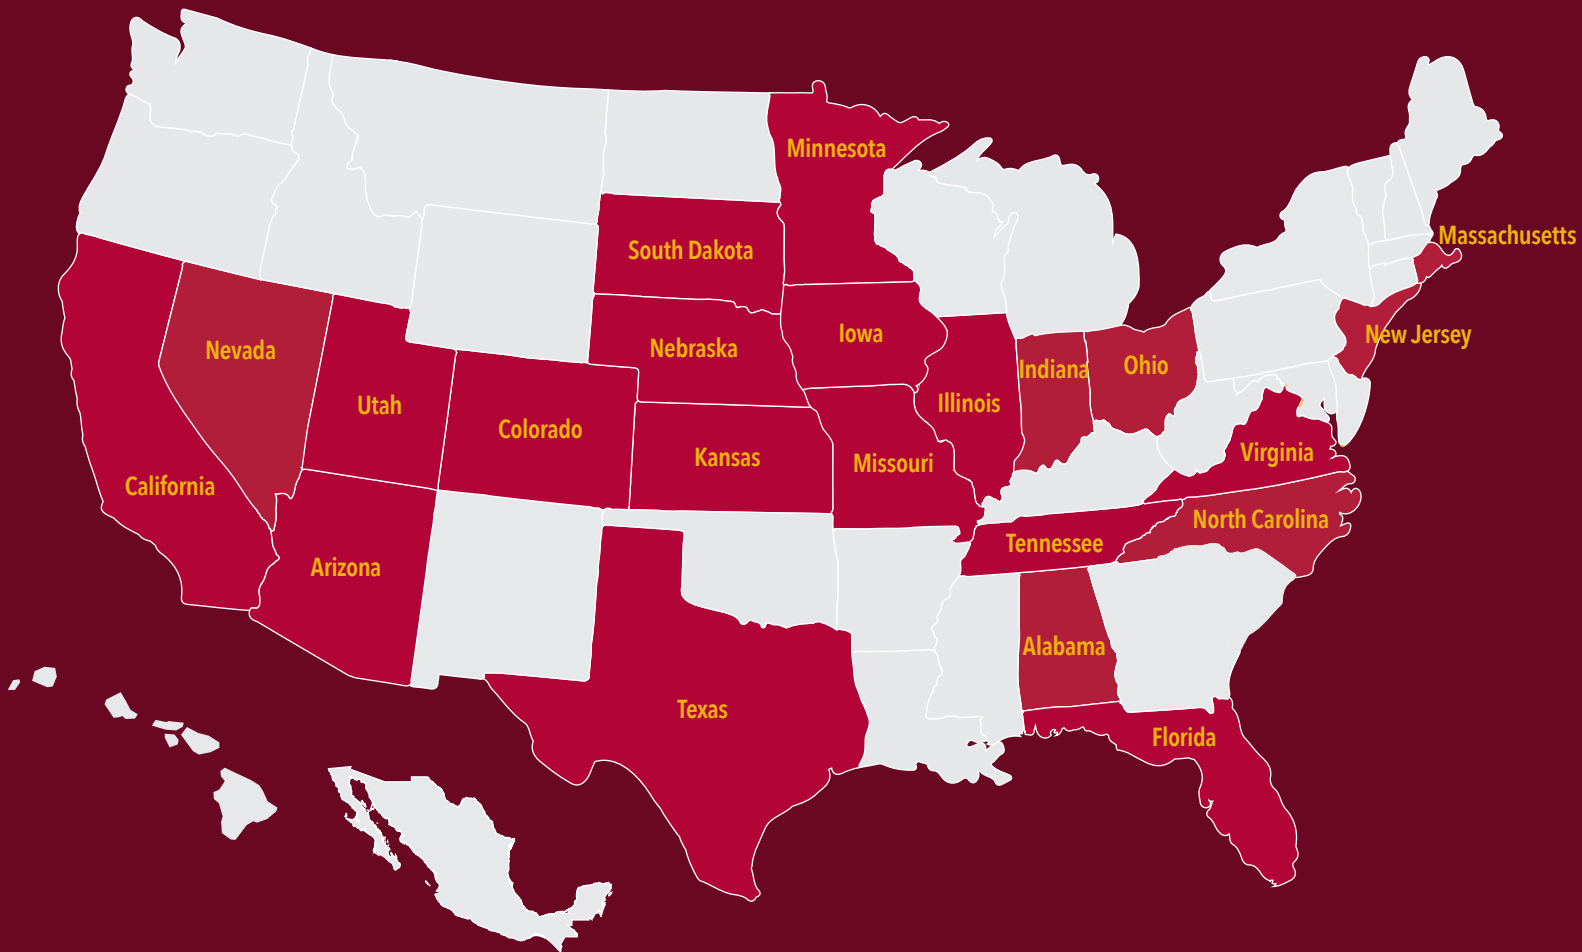 Minnesota
Massachusetts
South Dakota
New Jersey
Iowa
Nebraska
Nevada
Ohio
Indiana
Illinois
Utah
Colorado
Virginia
Kansas
Missouri
California
North Carolina
Tennessee
Arizona
Alabama
Texas
Florida